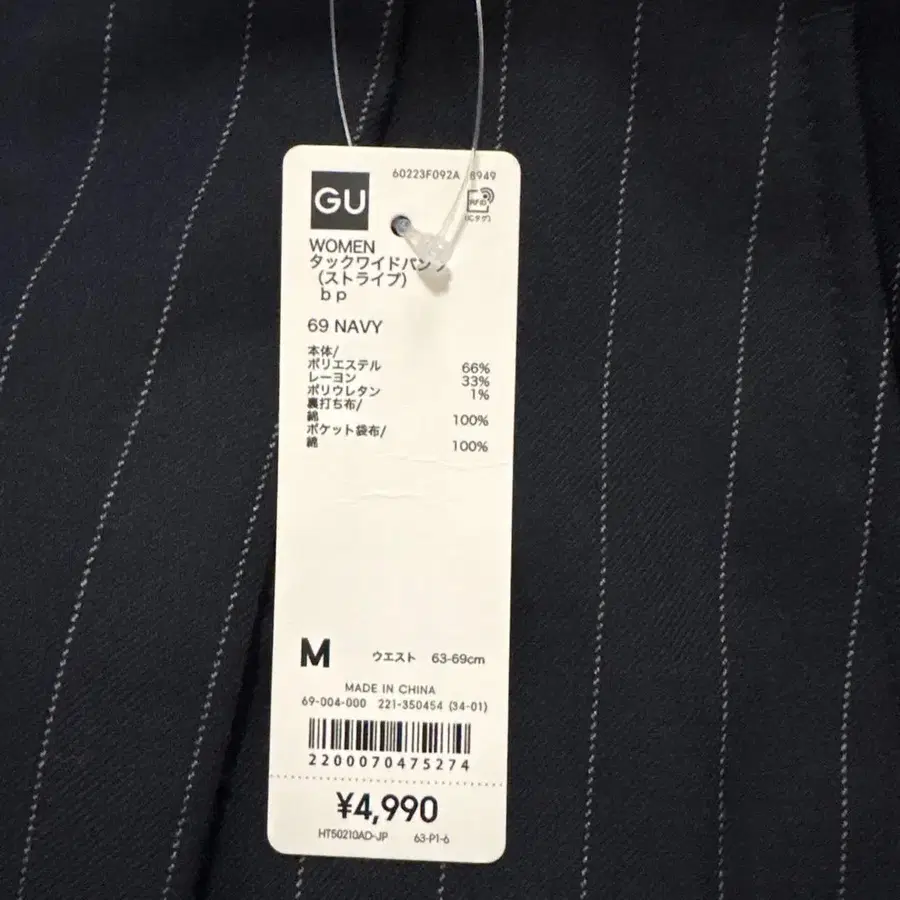 60223F092A 8949
GU
RFID
(ICタグ)
WOMEN
タックワイドパンツ
(ストライプ)
bp
69 NAVY
本体/
ポリエステル 66%
レーヨン 33%
ポリウレタン 1%
裏打ち布/
綿 100%
ポケット袋布/
綿 100%
M ウエスト 63-69cm
MADE IN CHINA
69-004-000 221-350454 (34-01)
2200070475274
¥4,990
HT50210AD-JP 63-P1-6